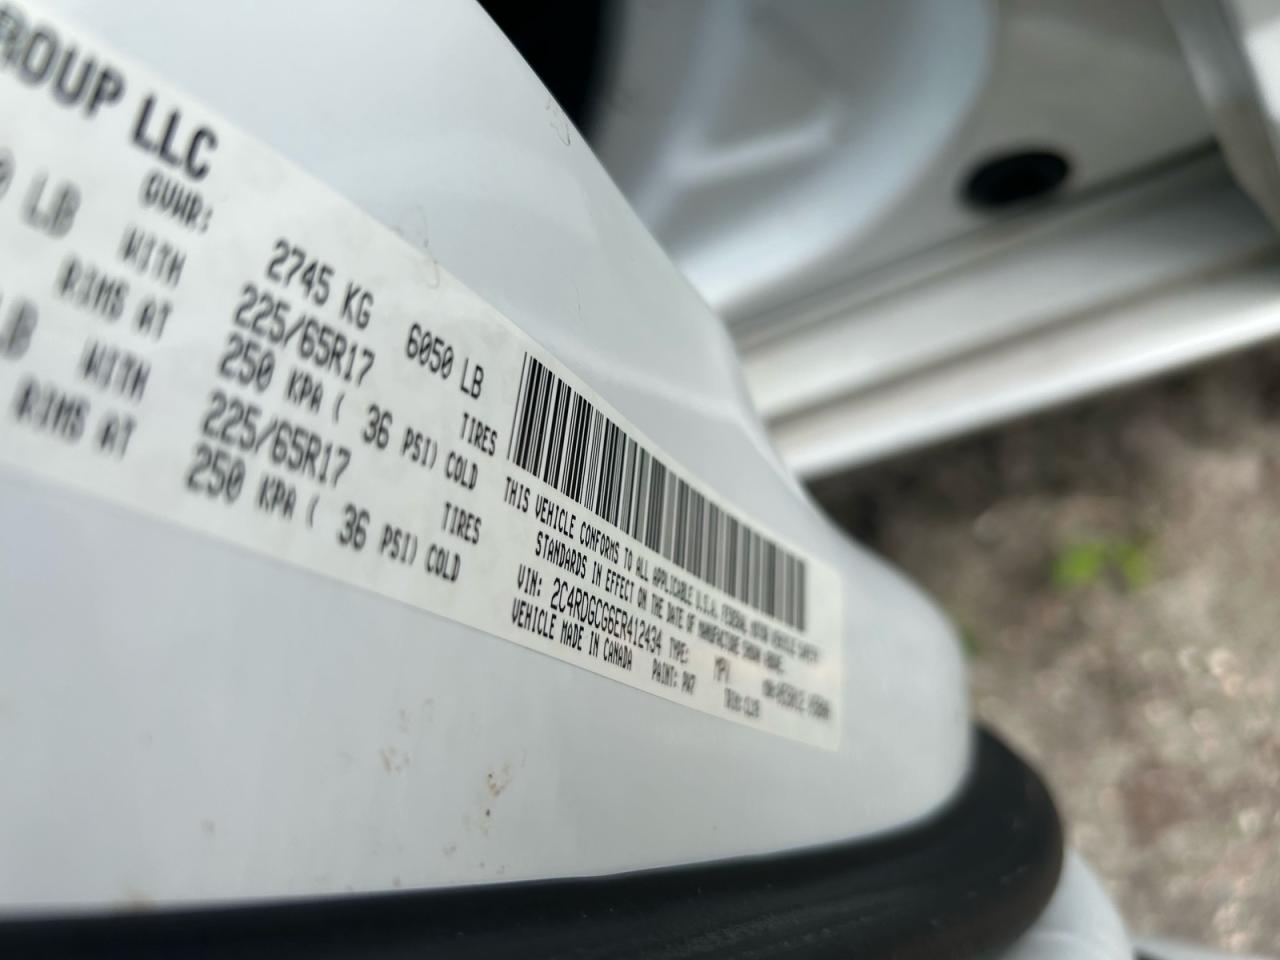 ROUP LLC
GVWR: 2745 KG 6050 LB
0 LB WITH 225/65R17 TIRES
RIMS AT 250 KPA ( 36 PSI) COLD
LB WITH 225/65R17 TIRES
RIMS AT 250 KPA ( 36 PSI) COLD
THIS VEHICLE CONFORMS TO ALL APPLICABLE U.S.A. FEDERAL MOTOR VEHICLE SAFETY
STANDARDS IN EFFECT ON THE DATE OF MANUFACTURE SHOWN ABOVE.
VIN: 2C4RDGCG6ER412434 TYPE: MPV
VEHICLE MADE IN CANADA PAINT: PW7